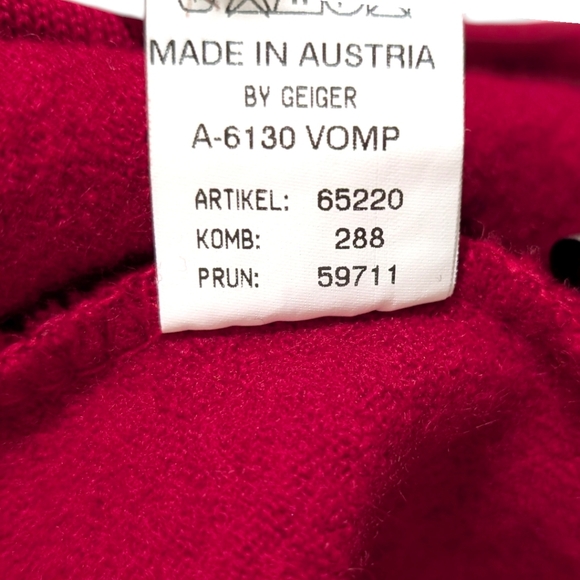 MADE IN AUSTRIA
BY GEIGER
A-6130 VOMP
ARTIKEL: 65220
KOMB: 288
PRUN: 59711